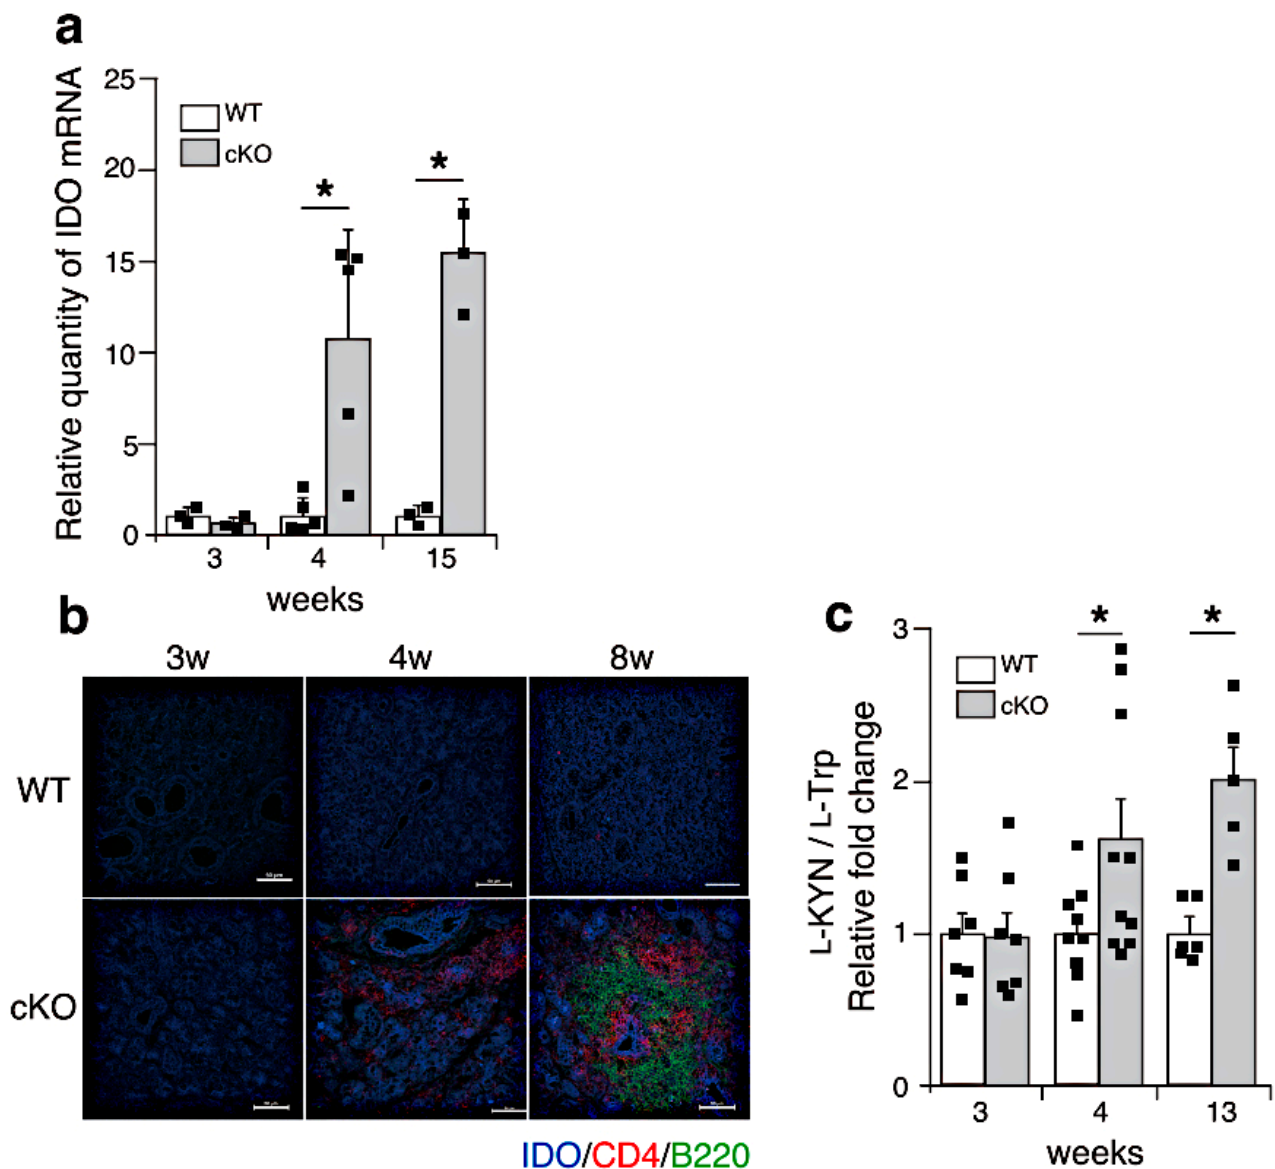 a
Relative quantity of IDO mRNA
25
20
15
10
5
0
WT
cKO
*
*
3
4
15
weeks
b
3w
4w
8w
WT
cKO
IDO/CD4/B220
c
L-KYN / L-Trp
Relative fold change
3
2
1
0
WT
cKO
*
*
3
4
13
weeks